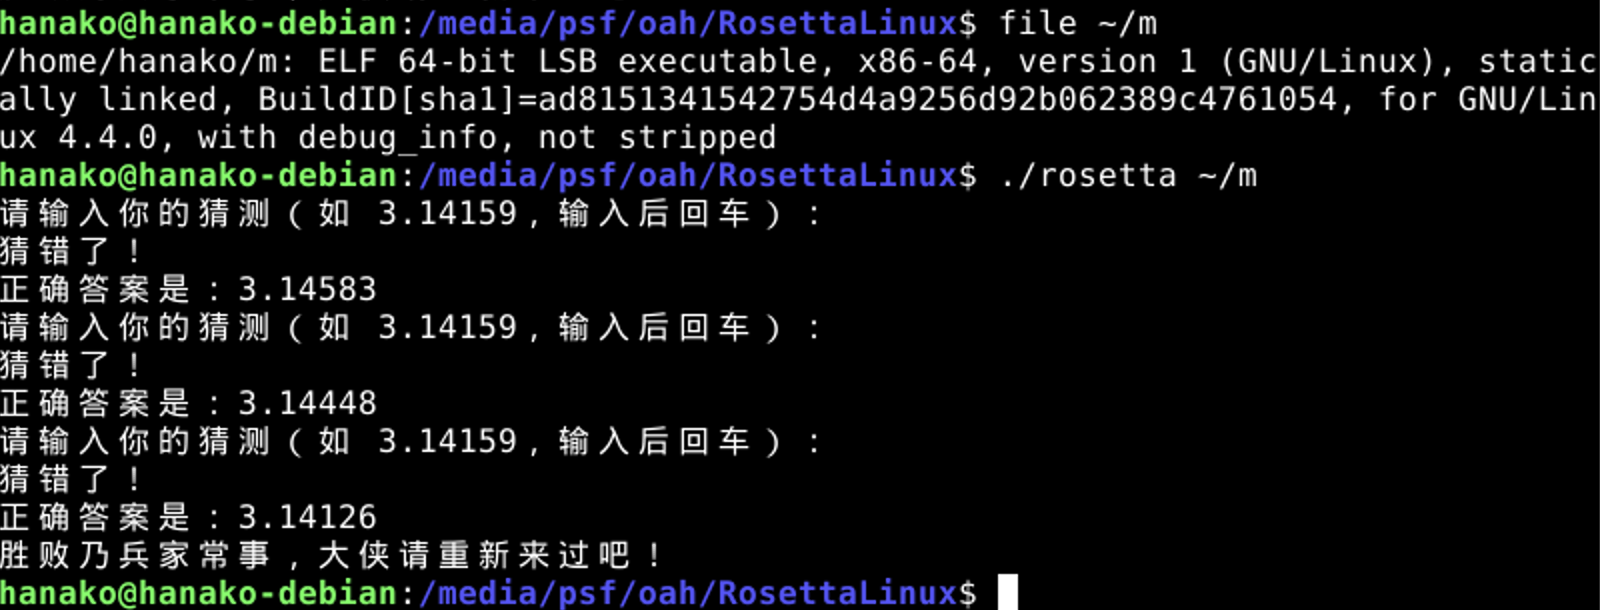 hanako@hanako-debian:/media/psf/oah/RosettaLinux$ file ~/m
/home/hanako/m: ELF 64-bit LSB executable, x86-64, version 1 (GNU/Linux), static
ally linked, BuildID[sha1]=ad8151341542754d4a9256d92b062389c4761054, for GNU/Lin
ux 4.4.0, with debug_info, not stripped
hanako@hanako-debian:/media/psf/oah/RosettaLinux$ ./rosetta ~/m
请输入你的猜测（如 3.14159，输入后回车）：
猜错了！
正确答案是：3.14583
请输入你的猜测（如 3.14159，输入后回车）：
猜错了！
正确答案是：3.14448
请输入你的猜测（如 3.14159，输入后回车）：
猜错了！
正确答案是：3.14126
胜败乃兵家常事，大侠请重新来过吧！
hanako@hanako-debian:/media/psf/oah/RosettaLinux$